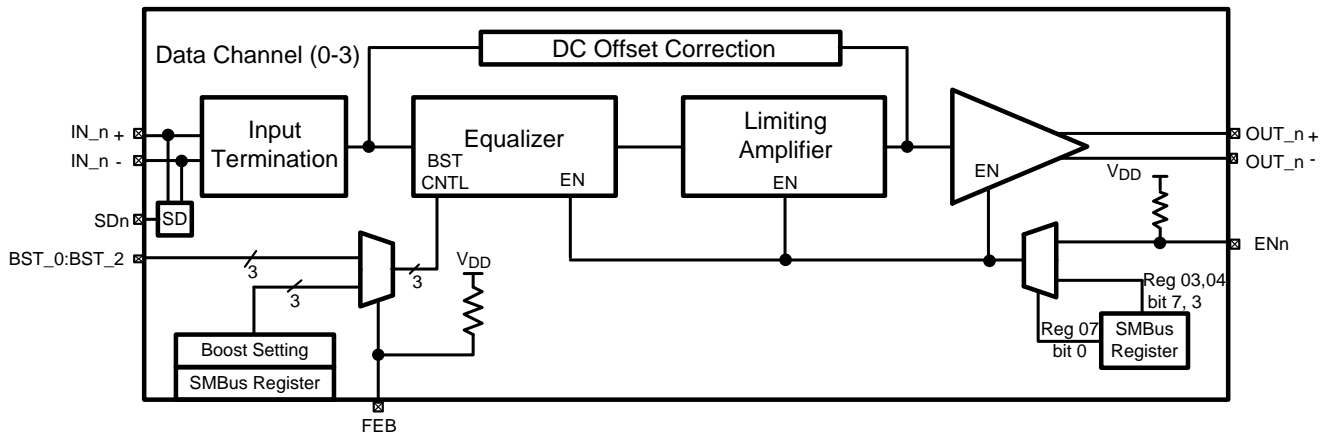 DC Offset Correction
Data Channel (0-3)
IN_n +
IN_n -
Input
Termination
Equalizer
BST
CNTL
EN
Limiting
Amplifier
EN
EN
OUT_n +
OUT_n -
VDD
SDn
SD
BST_0:BST_2
3
3
3
VDD
ENn
Reg 03,04
bit 7, 3
Reg 07
bit 0
SMBus
Register
Boost Setting
SMBus Register
FEB